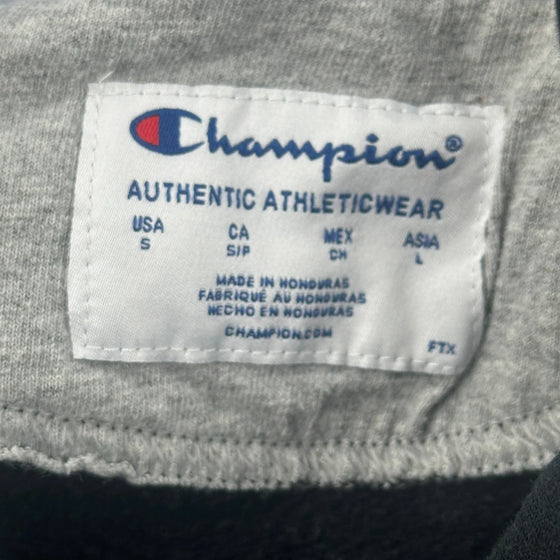 Champion®
AUTHENTIC ATHLETICWEAR
USA CA MEX ASIA
S S/P CH L
MADE IN HONDURAS
FABRIQUÉ AU HONDURAS
HECHO EN HONDURAS
CHAMPION.COM
FTX